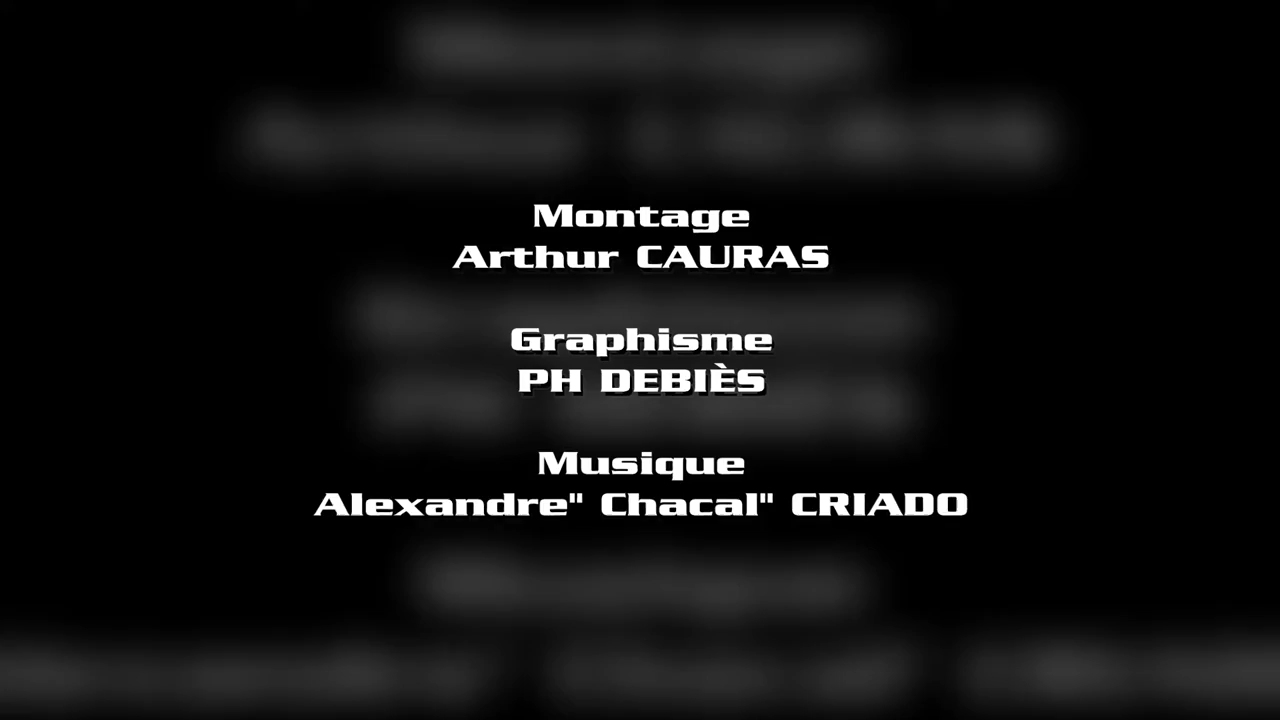 Montage
Arthur CAURAS
Graphisme
PH DEBIÈS
Musique
Alexandre" Chacal" CRIADO